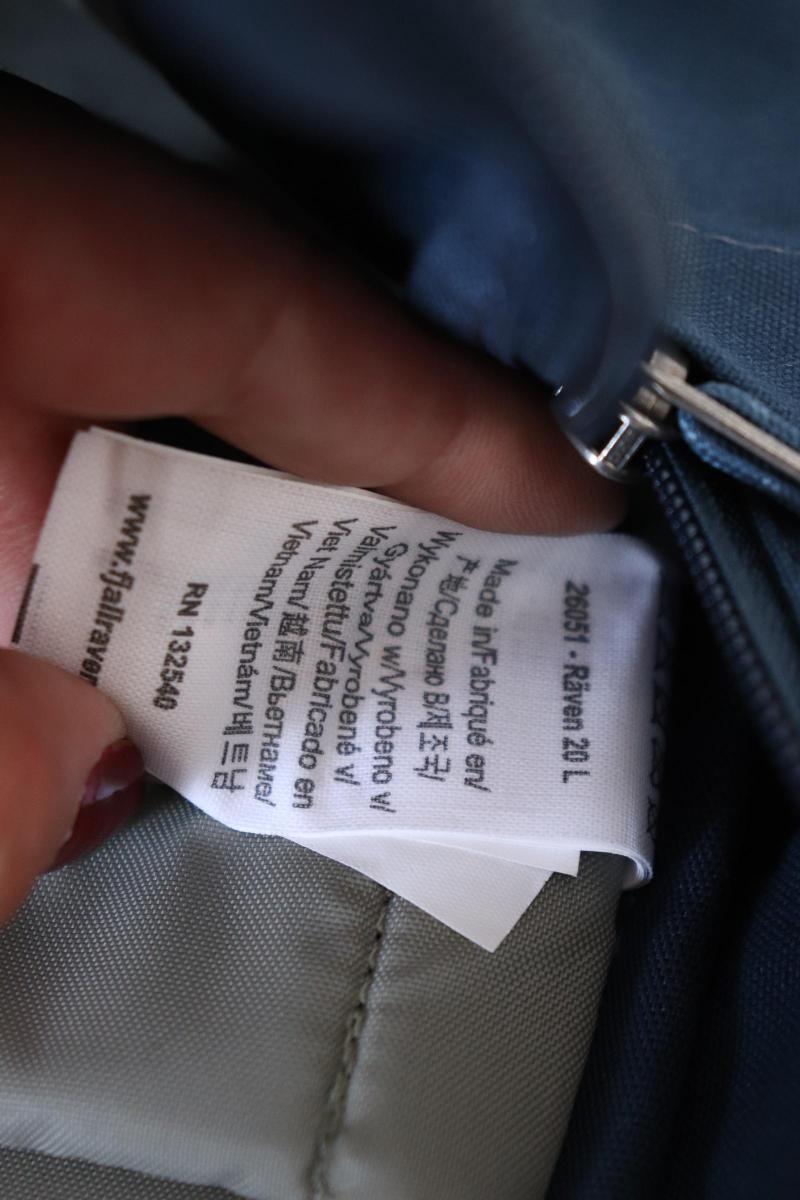 26051 - Räven 20 L
Made in/Fabriqué en/
产地/Сделано В/제조국/
Wykonano w/Vyrobeno v/
Gyártva/Vyrobené v/
Valmistettu/Fabricado en
Viet Nam/越南/Вьетнаме/
Vietnam/Vietnám/베트남
RN 132540
www.fjallraven